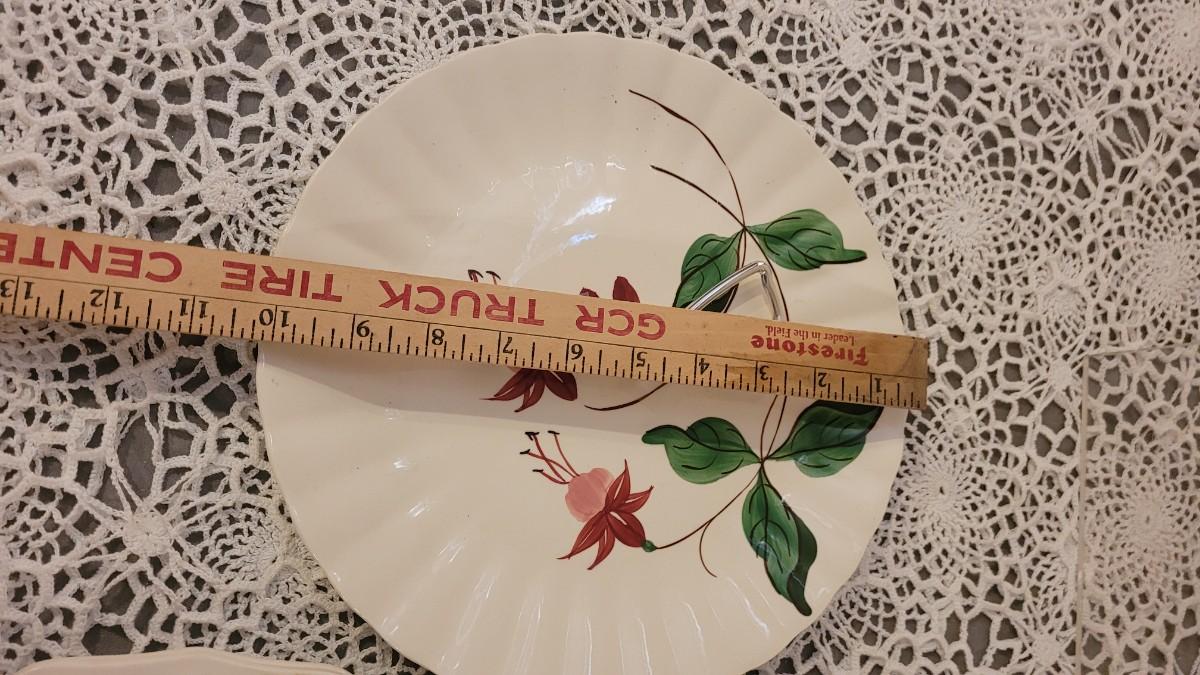 Firestone
Leader in the Field.
GCR TRUCK TIRE CENTE
1 2 3 4 5 6 7 8 9 10 11 12 13